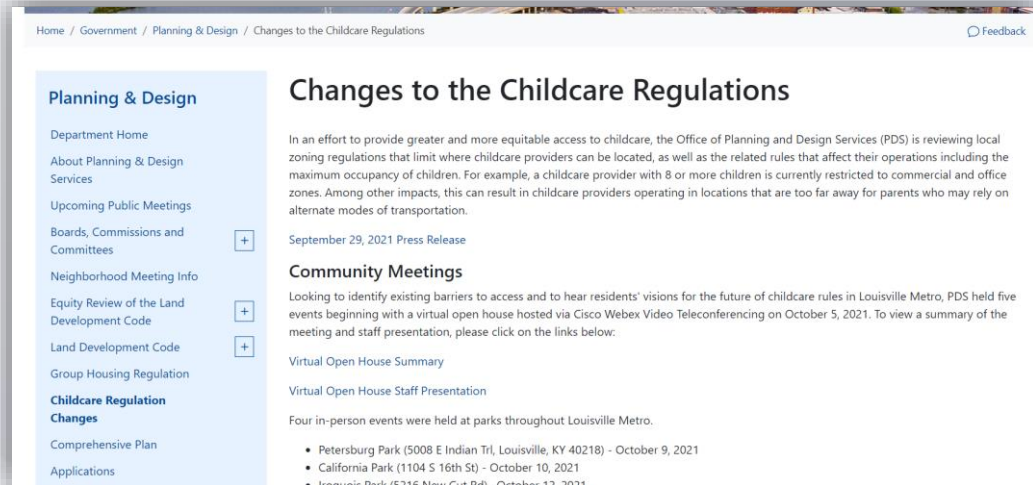 Home / Government / Planning & Design / Changes to the Childcare Regulations
Feedback
Planning & Design
Department Home
About Planning & Design
Services
Upcoming Public Meetings
Boards, Commissions and
Committees
+
Neighborhood Meeting Info
Equity Review of the Land
Development Code
+
Land Development Code
+
Group Housing Regulation
Childcare Regulation
Changes
Comprehensive Plan
Applications
Changes to the Childcare Regulations
In an effort to provide greater and more equitable access to childcare, the Office of Planning and Design Services (PDS) is reviewing local
zoning regulations that limit where childcare providers can be located, as well as the related rules that affect their operations including the
maximum occupancy of children. For example, a childcare provider with 8 or more children is currently restricted to commercial and office
zones. Among other impacts, this can result in childcare providers operating in locations that are too far away for parents who may rely on
alternate modes of transportation.
September 29, 2021 Press Release
Community Meetings
Looking to identify existing barriers to access and to hear residents' visions for the future of childcare rules in Louisville Metro, PDS held five
events beginning with a virtual open house hosted via Cisco Webex Video Teleconferencing on October 5, 2021. To view a summary of the
meeting and staff presentation, please click on the links below:
Virtual Open House Summary
Virtual Open House Staff Presentation
Four in-person events were held at parks throughout Louisville Metro.
• Petersburg Park (5008 E Indian Trl, Louisville, KY 40218) - October 9, 2021
• California Park (1104 S 16th St) - October 10, 2021
• Iroquois Park (5216 New Cut Rd) - October 12, 2021